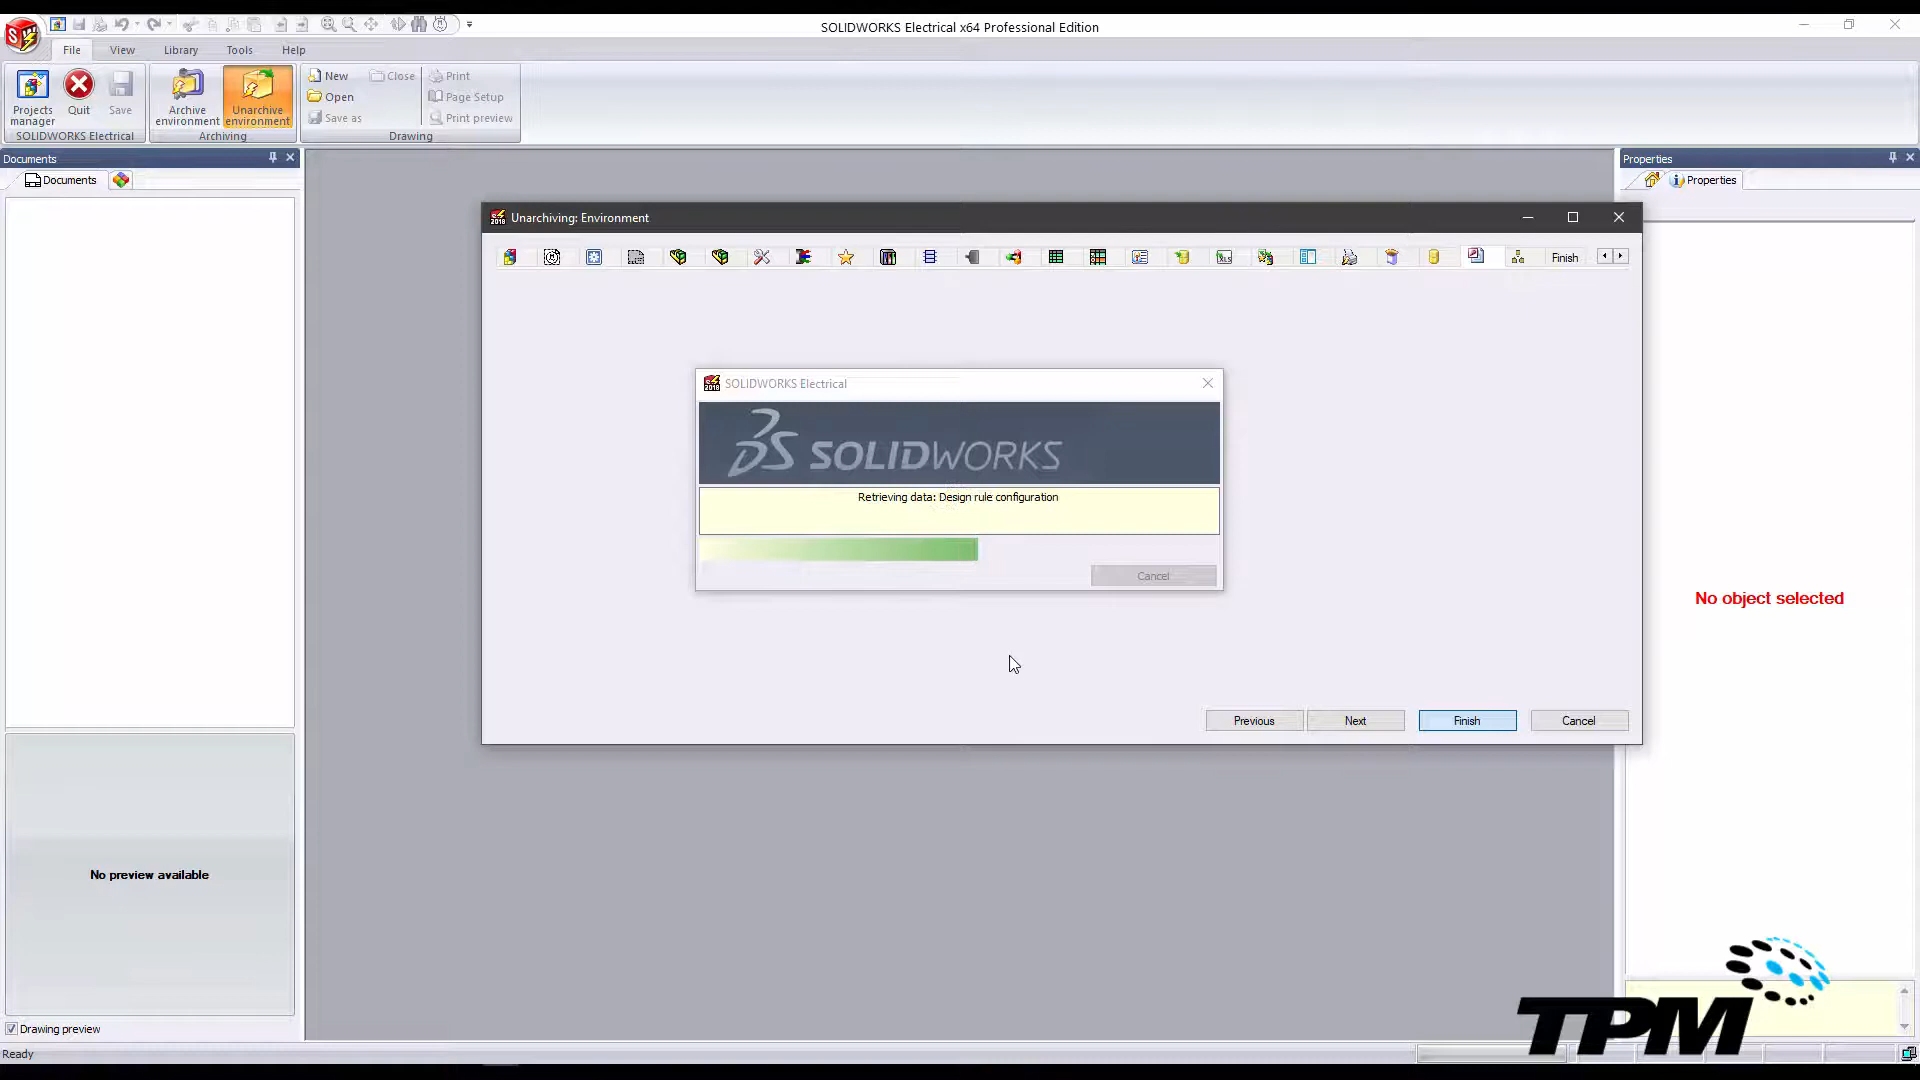 SOLIDWORKS Electrical x64 Professional Edition
File View Library Tools Help
Projects manager
Quit
Save
SOLIDWORKS Electrical
Archive environment
Unarchive environment
Archiving
New Close
Open
Save as
Print
Page Setup
Print preview
Drawing
Documents
Documents
No preview available
Drawing preview
Ready
Unarchiving: Environment
Finish
SOLIDWORKS Electrical
SOLIDWORKS
Retrieving data: Design rule configuration
Cancel
Previous Next Finish Cancel
Properties
Properties
No object selected
TPM